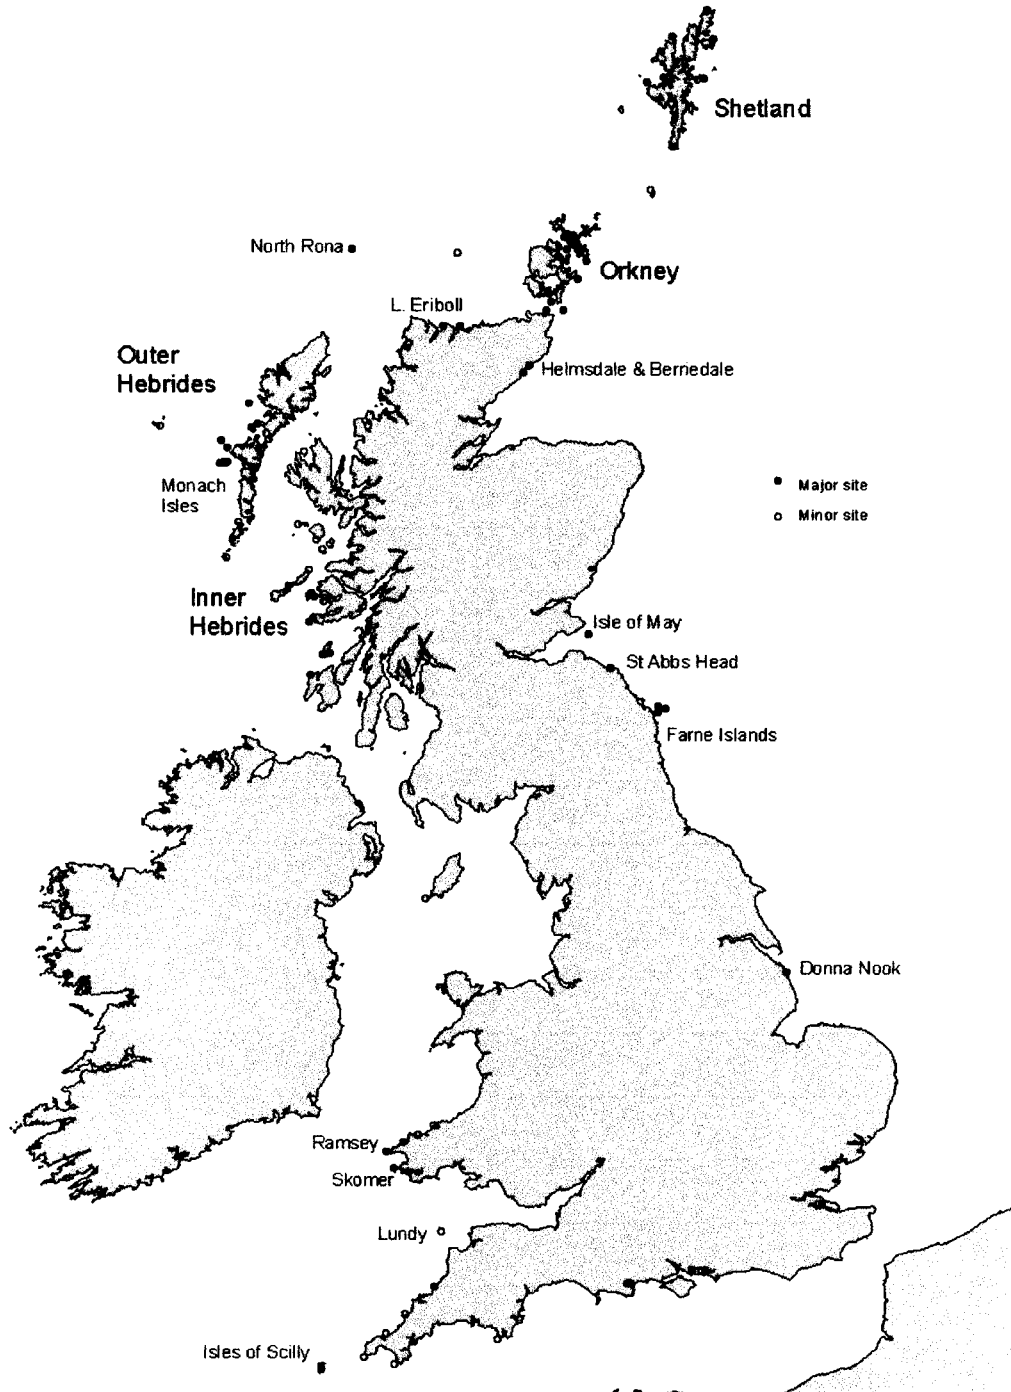 Shetland
North Rona
Orkney
L. Eriboll
Outer
Hebrides
Helmsdale & Berriedale
Monach
Isles
Major site
Minor site
Inner
Hebrides
Isle of May
St Abbs Head
Farne Islands
Donna Nook
Ramsey
Skomer
Lundy
Isles of Scilly